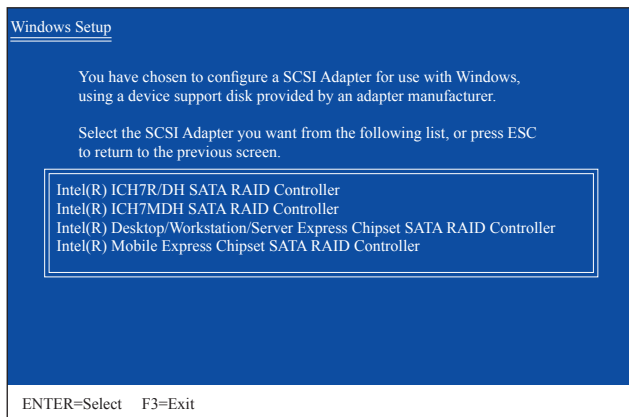 Windows Setup
You have chosen to configure a SCSI Adapter for use with Windows,
using a device support disk provided by an adapter manufacturer.
Select the SCSI Adapter you want from the following list, or press ESC
to return to the previous screen.
Intel(R) ICH7R/DH SATA RAID Controller
Intel(R) ICH7MDH SATA RAID Controller
Intel(R) Desktop/Workstation/Server Express Chipset SATA RAID Controller
Intel(R) Mobile Express Chipset SATA RAID Controller
ENTER=Select F3=Exit